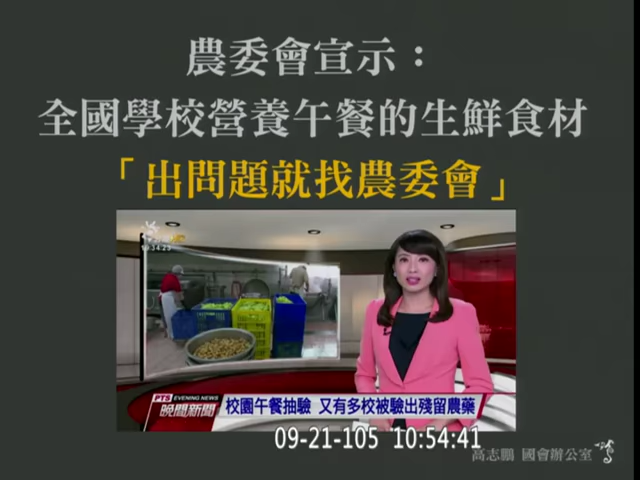 農委會宣示：
全國學校營養午餐的生鮮食材
「出問題就找農委會」
PTS EVENING NEWS
晚間新聞
校園午餐抽驗 又有多校被驗出殘留農藥
09-21-105 10:54:41
高志鵬 國會辦公室